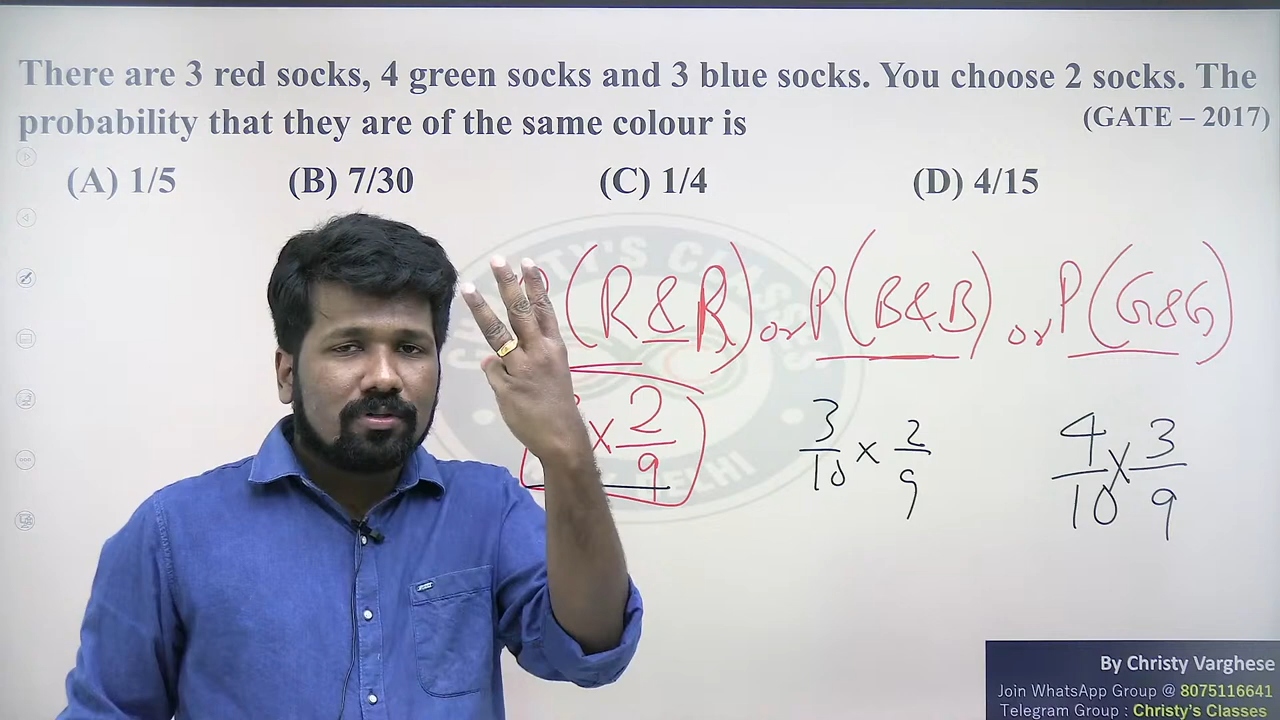 There are 3 red socks, 4 green socks and 3 blue socks. You choose 2 socks. The
probability that they are of the same colour is
(GATE – 2017)
(A) 1/5 (B) 7/30 (C) 1/4 (D) 4/15
(R & R) or P(B & B) or P(G & G)
× 2/9 3/10 × 2/9 4/10 × 3/9
CHRISTY'S CLASSES
DELHI
By Christy Varghese
Join WhatsApp Group @ 8075116641
Telegram Group : Christy's Classes